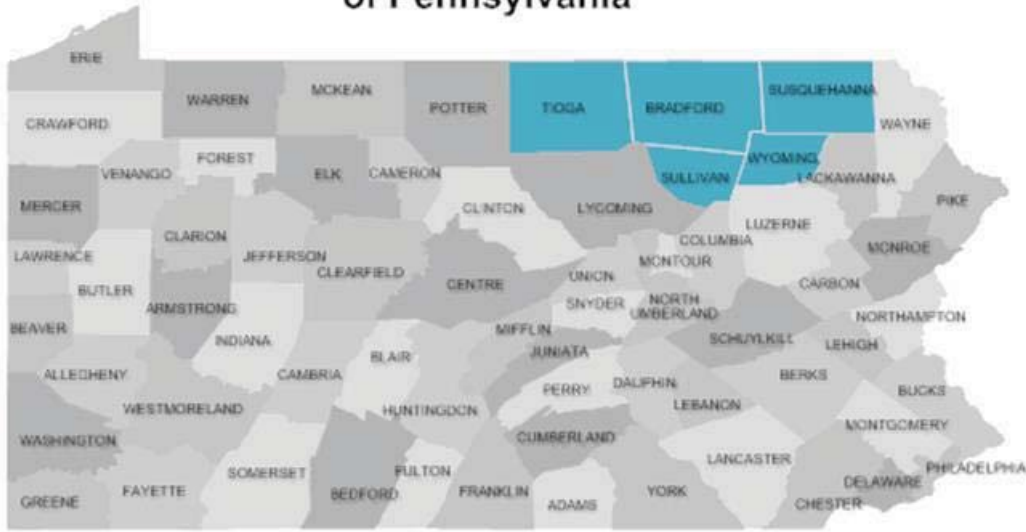 of Pennsylvania
ERIE
WARREN
MCKEAN
POTTER
TIOGA
BRADFORD
SUSQUEHANNA
CRAWFORD
WAYNE
VENANGO
FOREST
ELK
CAMERON
SULLIVAN
WYOMING
LACKAWANNA
MERCER
CLINTON
LYCOMING
PIKE
CLARION
LUZERNE
COLUMBIA
MONROE
LAWRENCE
JEFFERSON
CLEARFIELD
CENTRE
UNION
MONTOUR
CARBON
BUTLER
ARMSTRONG
SNYDER
NORTH
UMBERLAND
NORTHAMPTON
BEAVER
INDIANA
MIFFLIN
SCHUYLKILL
LEHIGH
BLAIR
JUNIATA
ALLEGHENY
CAMBRIA
PERRY
DAUPHIN
BERKS
BUCKS
WESTMORELAND
HUNTINGDON
LEBANON
MONTGOMERY
WASHINGTON
CUMBERLAND
LANCASTER
PHILADELPHIA
SOMERSET
FULTON
DELAWARE
GREENE
FAYETTE
BEDFORD
FRANKLIN
ADAMS
YORK
CHESTER